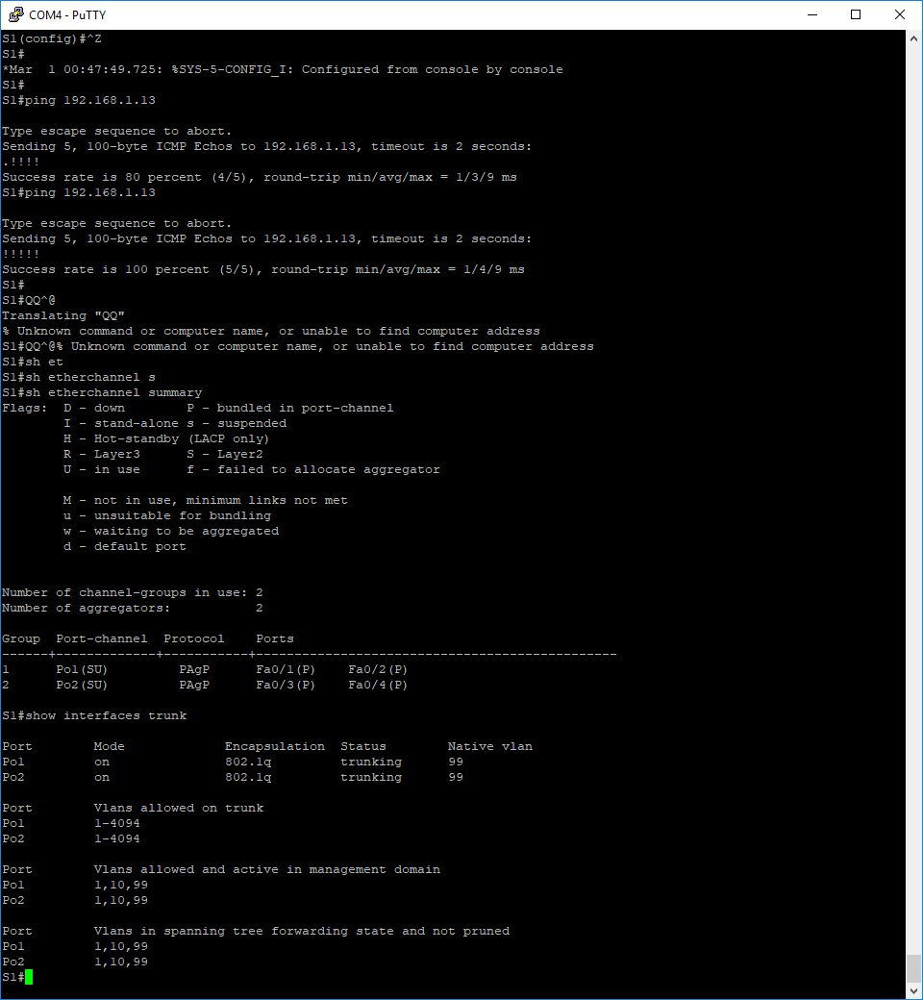 COM4 - PuTTY
S1(config)#^Z
S1#
*Mar  1 00:47:49.725: %SYS-5-CONFIG_I: Configured from console by console
S1#
S1#ping 192.168.1.13
Type escape sequence to abort.
Sending 5, 100-byte ICMP Echos to 192.168.1.13, timeout is 2 seconds:
.!!!!
Success rate is 80 percent (4/5), round-trip min/avg/max = 1/3/9 ms
S1#ping 192.168.1.13
Type escape sequence to abort.
Sending 5, 100-byte ICMP Echos to 192.168.1.13, timeout is 2 seconds:
!!!!!
Success rate is 100 percent (5/5), round-trip min/avg/max = 1/4/9 ms
S1#
S1#QQ^@
Translating "QQ"
% Unknown command or computer name, or unable to find computer address
S1#QQ^@% Unknown command or computer name, or unable to find computer address
S1#sh et
S1#sh etherchannel s
S1#sh etherchannel summary
Flags:  D - down        P - bundled in port-channel
        I - stand-alone s - suspended
        H - Hot-standby (LACP only)
        R - Layer3      S - Layer2
        U - in use      f - failed to allocate aggregator
        M - not in use, minimum links not met
        u - unsuitable for bundling
        w - waiting to be aggregated
        d - default port
Number of channel-groups in use: 2
Number of aggregators:           2
Group  Port-channel  Protocol    Ports
------+-------------+-----------+-----------------------------------------------
1      Po1(SU)         PAgP      Fa0/1(P)    Fa0/2(P)
2      Po2(SU)         PAgP      Fa0/3(P)    Fa0/4(P)
S1#show interfaces trunk
Port        Mode             Encapsulation  Status        Native vlan
Po1         on               802.1q         trunking      99
Po2         on               802.1q         trunking      99
Port        Vlans allowed on trunk
Po1         1-4094
Po2         1-4094
Port        Vlans allowed and active in management domain
Po1         1,10,99
Po2         1,10,99
Port        Vlans in spanning tree forwarding state and not pruned
Po1         1,10,99
Po2         1,10,99
S1#